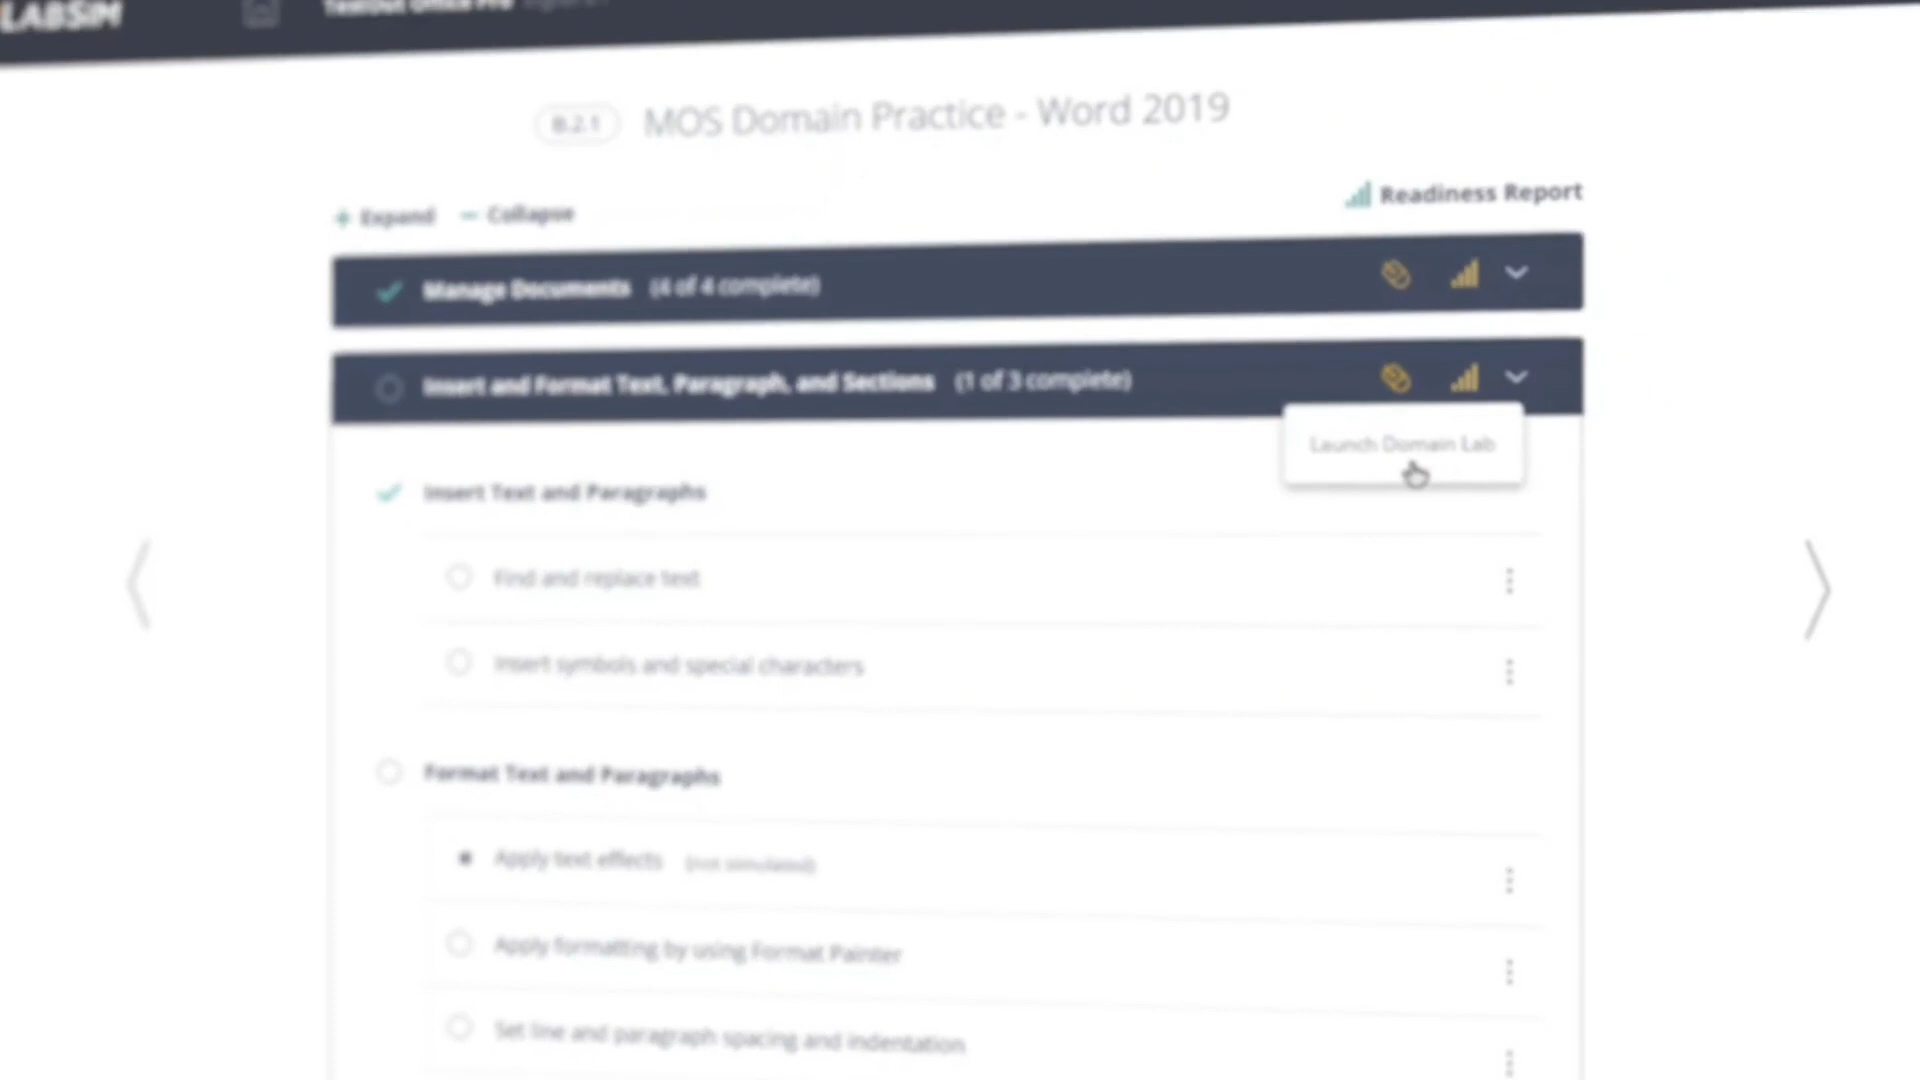 LABSIM
TestOut Office Pro
B.2.1 MOS Domain Practice - Word 2019
Expand Collapse
Readiness Report
Manage Documents (4 of 4 complete)
Insert and Format Text, Paragraph, and Sections (1 of 3 complete)
Launch Domain Lab
Insert Text and Paragraphs
Find and replace text
Insert symbols and special characters
Format Text and Paragraphs
Apply text effects (not simulated)
Apply formatting by using Format Painter
Set line and paragraph spacing and indentation